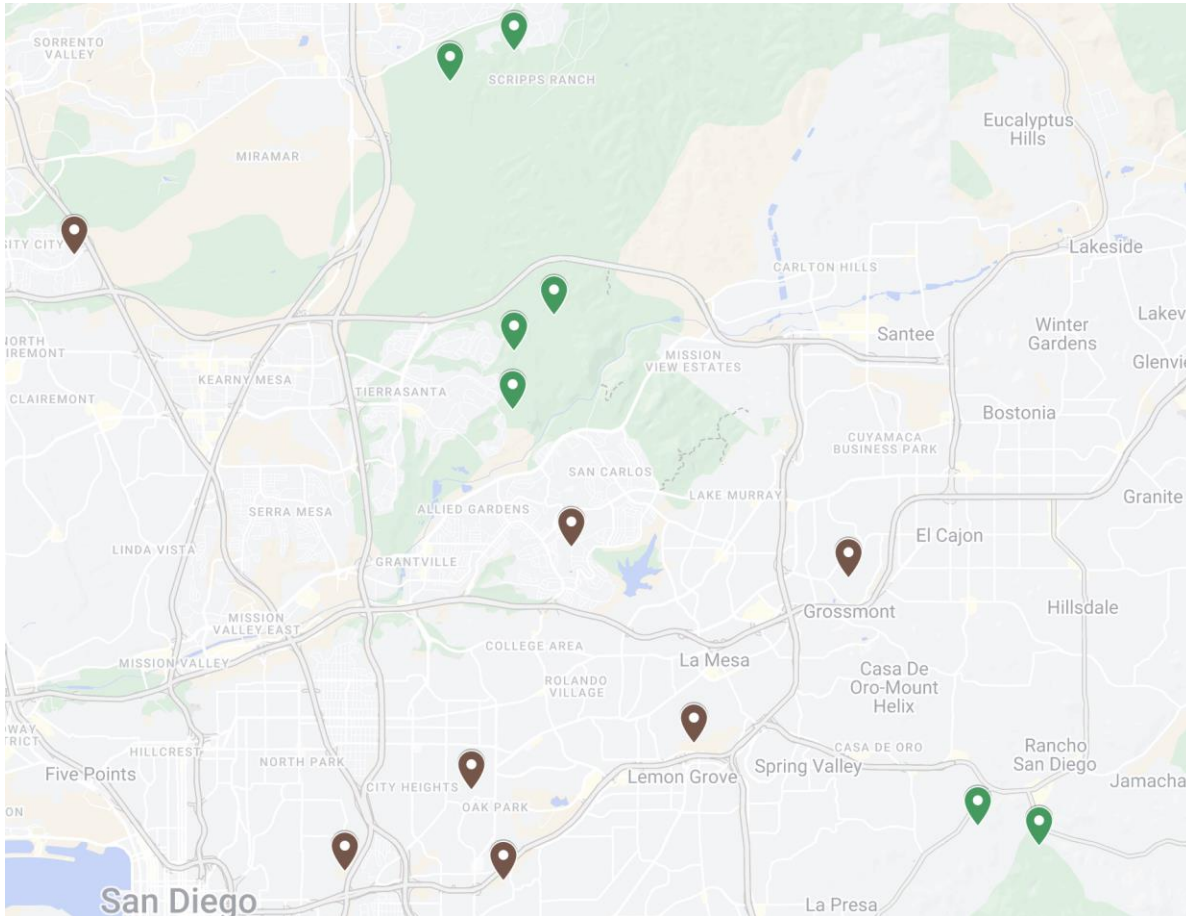 SORRENTO
VALLEY
SCRIPPS RANCH
Eucalyptus
Hills
MIRAMAR
SITY CITY
Lakeside
CARLTON HILLS
NORTH
IREMONT
Santee
Winter
Gardens
Lakev
MISSION
VIEW ESTATES
Glenvi
KEARNY MESA
TIERRASANTA
CLAIREMONT
Bostonia
CUYAMACA
BUSINESS PARK
SAN CARLOS
LAKE MURRAY
Granite
SERRA MESA
ALLIED GARDENS
El Cajon
LINDA VISTA
GRANTVILLE
Grossmont
Hillsdale
MISSION
VALLEY EAST
COLLEGE AREA
La Mesa
MISSION VALLEY
ROLANDO
VILLAGE
Casa De
Oro-Mount
Helix
DWAY
TRICT
HILLCREST
CASA DE ORO
Rancho
San Diego
NORTH PARK
Five Points
Lemon Grove
Spring Valley
Jamacha
CITY HEIGHTS
OAK PARK
ON
San Diego
La Presa